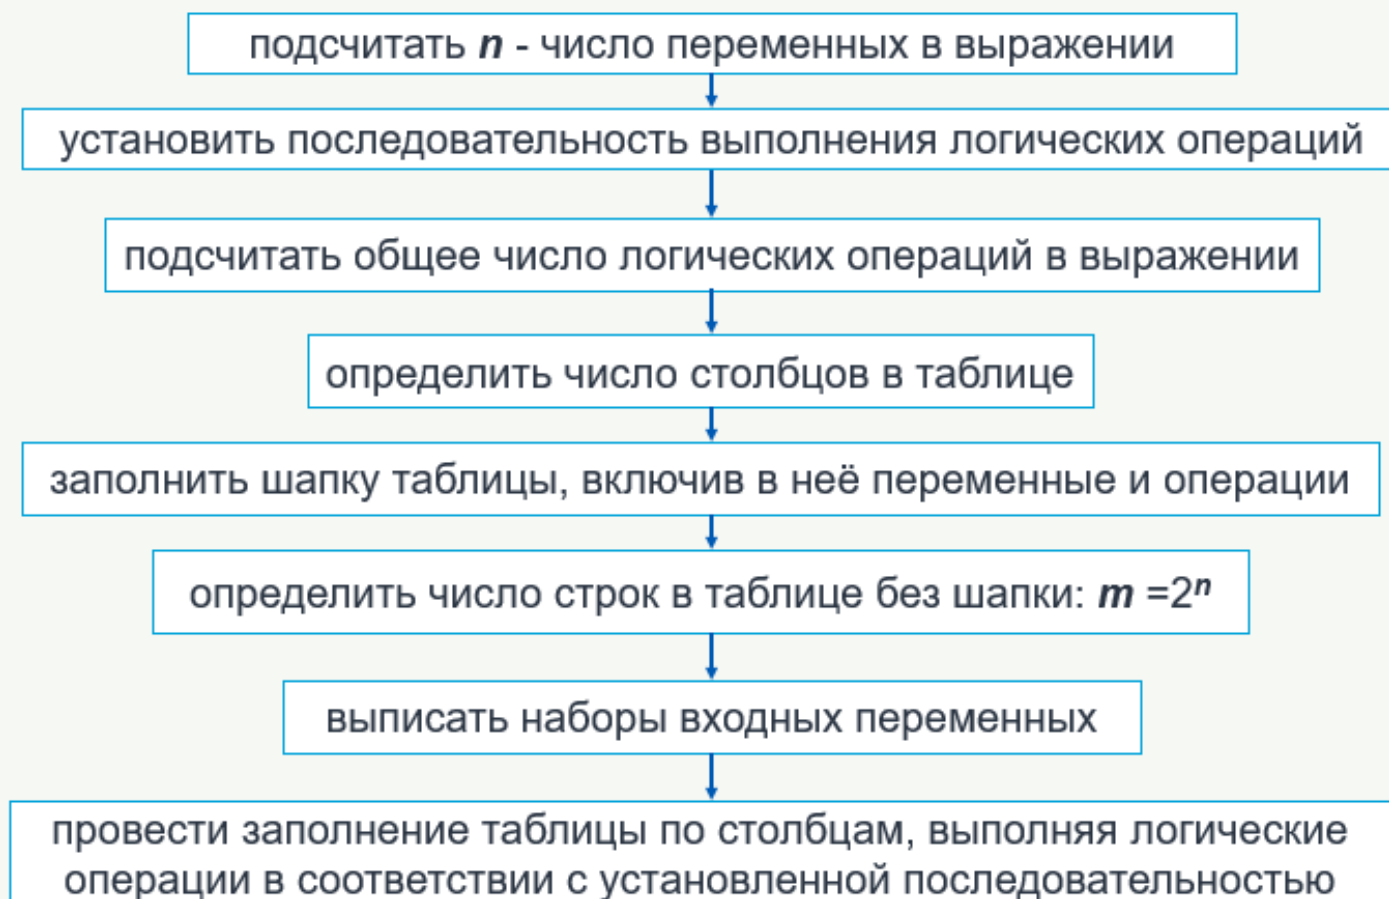 подсчитать n - число переменных в выражении
установить последовательность выполнения логических операций
подсчитать общее число логических операций в выражении
определить число столбцов в таблице
заполнить шапку таблицы, включив в неё переменные и операции
определить число строк в таблице без шапки: m =2ⁿ
выписать наборы входных переменных
провести заполнение таблицы по столбцам, выполняя логические
операции в соответствии с установленной последовательностью